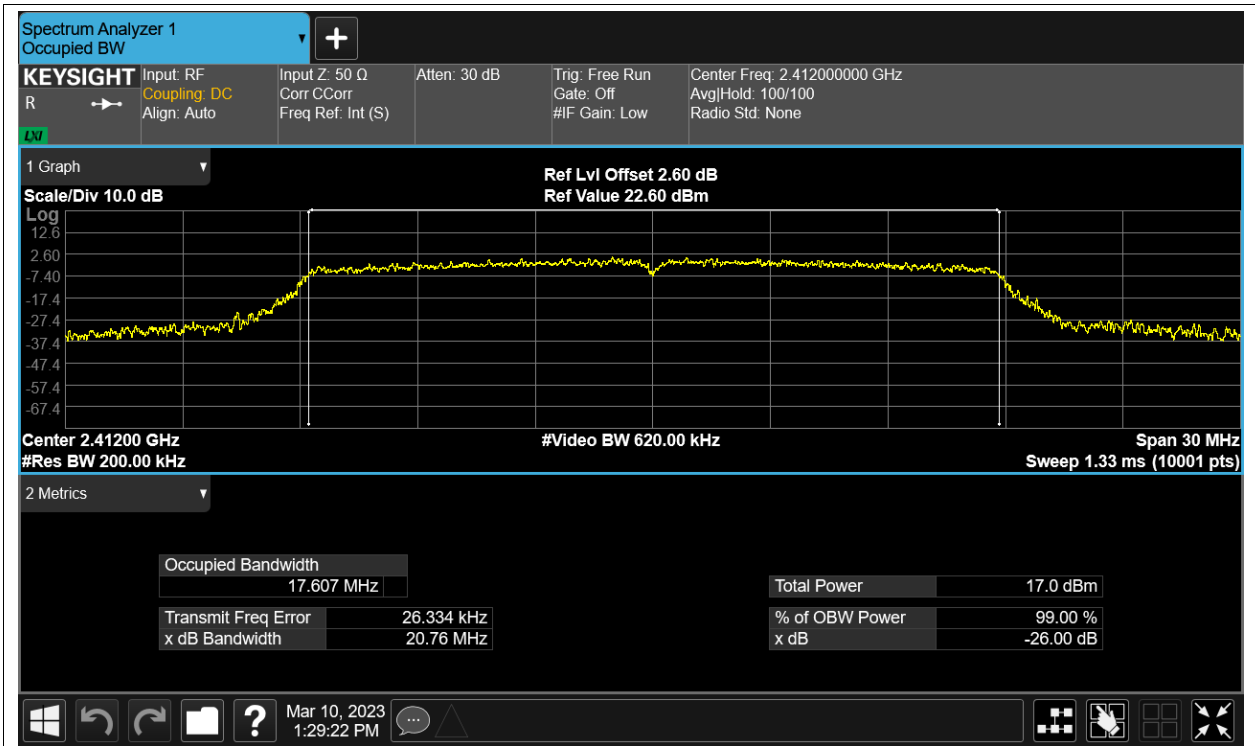 Spectrum Analyzer 1
Occupied BW
KEYSIGHT
R
LXI
Input: RF
Coupling: DC
Align: Auto
Input Z: 50 Ω
Corr CCorr
Freq Ref: Int (S)
Atten: 30 dB
Trig: Free Run
Gate: Off
#IF Gain: Low
Center Freq: 2.412000000 GHz
Avg|Hold: 100/100
Radio Std: None
1 Graph
Scale/Div 10.0 dB
Ref Lvl Offset 2.60 dB
Ref Value 22.60 dBm
Log
12.6
2.60
-7.40
-17.4
-27.4
-37.4
-47.4
-57.4
-67.4
Center 2.41200 GHz
#Res BW 200.00 kHz
#Video BW 620.00 kHz
Span 30 MHz
Sweep 1.33 ms (10001 pts)
2 Metrics
Occupied Bandwidth
17.607 MHz
Transmit Freq Error 26.334 kHz
x dB Bandwidth 20.76 MHz
Total Power 17.0 dBm
% of OBW Power 99.00 %
x dB -26.00 dB
?
Mar 10, 2023
1:29:22 PM